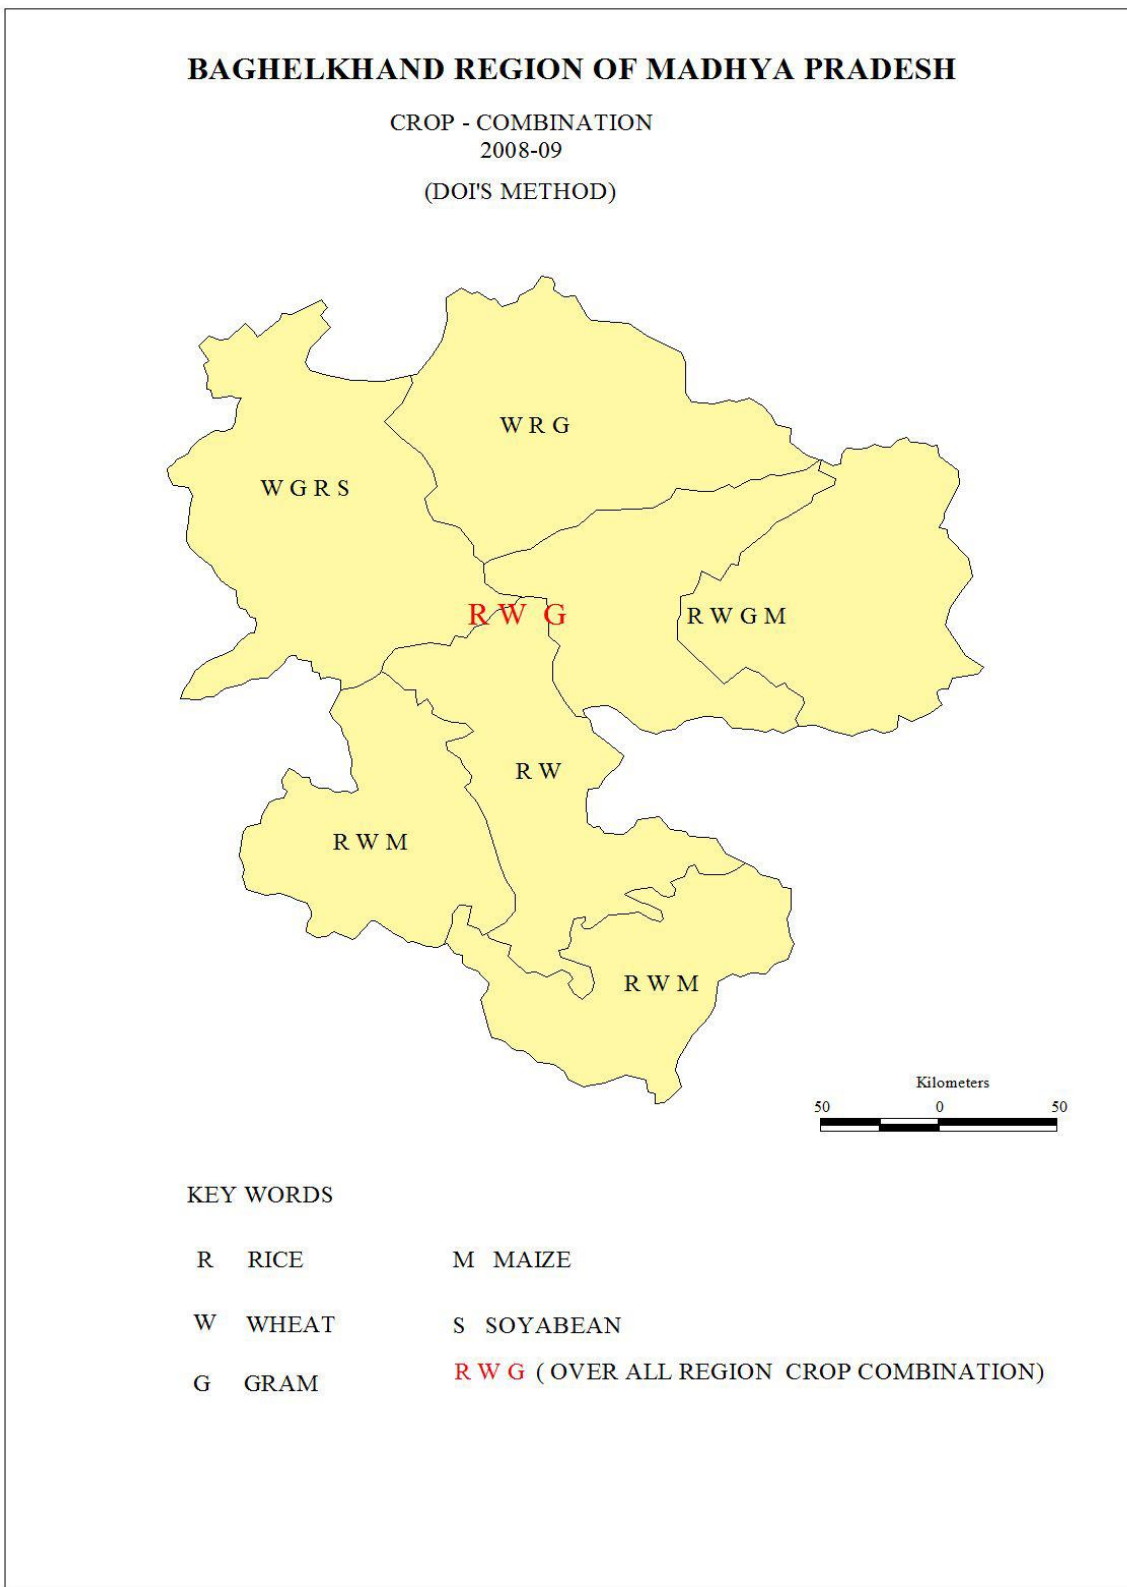 BAGHELKHAND REGION OF MADHYA PRADESH
CROP - COMBINATION
2008-09
(DOI'S METHOD)
W R G
W G R S
R W G
R W G M
R W
R W M
R W M
Kilometers
50 0 50
KEY WORDS
R RICE M MAIZE
W WHEAT S SOYABEAN
G GRAM R W G ( OVER ALL REGION CROP COMBINATION)